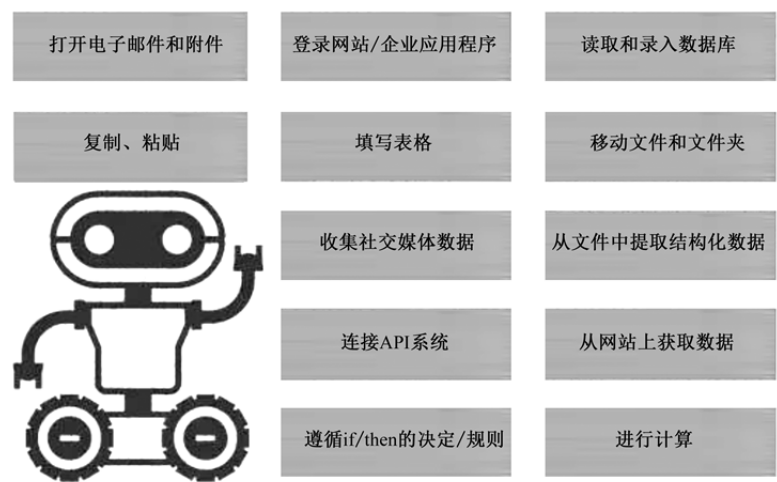 打开电子邮件和附件
登录网站/企业应用程序
读取和录入数据库
复制、粘贴
填写表格
移动文件和文件夹
收集社交媒体数据
从文件中提取结构化数据
连接API系统
从网站上获取数据
遵循if/then的决定/规则
进行计算